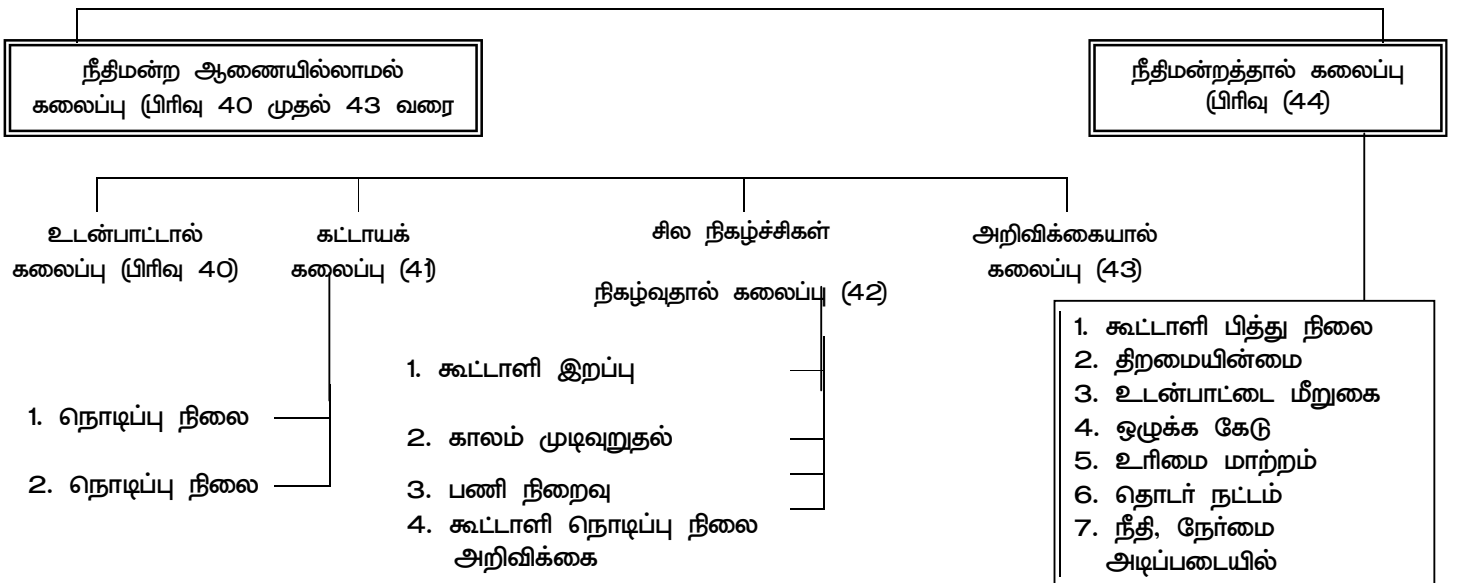 நீதிமன்ற ஆணையில்லாமல்
கலைப்பு (பிரிவு 40 முதல் 43 வரை
நீதிமன்றத்தால் கலைப்பு
(பிரிவு (44)
உடன்பாட்டால்
கலைப்பு (பிரிவு 40)
கட்டாயக்
கலைப்பு (41)
சில நிகழ்ச்சிகள்
நிகழ்வுதால் கலைப்பு (42)
அறிவிக்கையால்
கலைப்பு (43)
1. நொடிப்பு நிலை
2. நொடிப்பு நிலை
1. கூட்டாளி இறப்பு
2. காலம் முடிவுறுதல்
3. பணி நிறைவு
4. கூட்டாளி நொடிப்பு நிலை
அறிவிக்கை
1. கூட்டாளி பித்து நிலை
2. திறமையின்மை
3. உடன்பாட்டை மீறுகை
4. ஒழுக்க கேடு
5. உரிமை மாற்றம்
6. தொடர் நட்டம்
7. நீதி, நேர்மை
அடிப்படையில்